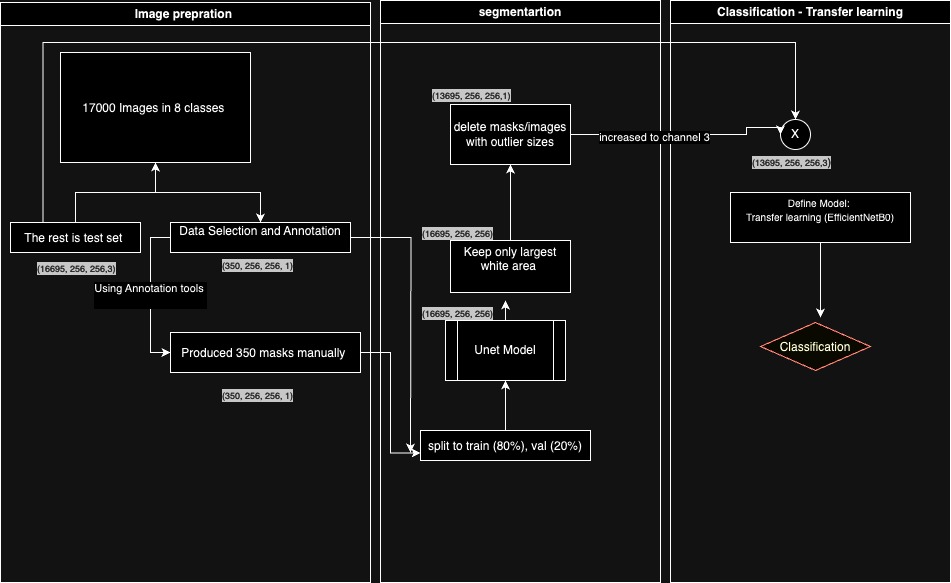 Image prepration
segmentartion
Classification - Transfer learning
17000 Images in 8 classes
The rest is test set
(16695, 256, 256,3)
Data Selection and Annotation
(350, 256, 256, 1)
Using Annotation tools
Produced 350 masks manually
(350, 256, 256, 1)
(13695, 256, 256,1)
delete masks/images
with outlier sizes
(16695, 256, 256)
Keep only largest
white area
(16695, 256, 256)
Unet Model
split to train (80%), val (20%)
increased to channel 3
X
(13695, 256, 256,3)
Define Model:
Transfer learning (EfficientNetB0)
Classification